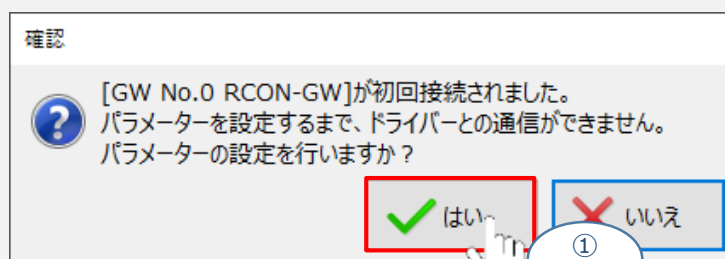 確認
[GW No.0 RCON-GW]が初回接続されました。
パラメーターを設定するまで、ドライバーとの通信ができません。
パラメーターの設定を行いますか？
はい いいえ
①